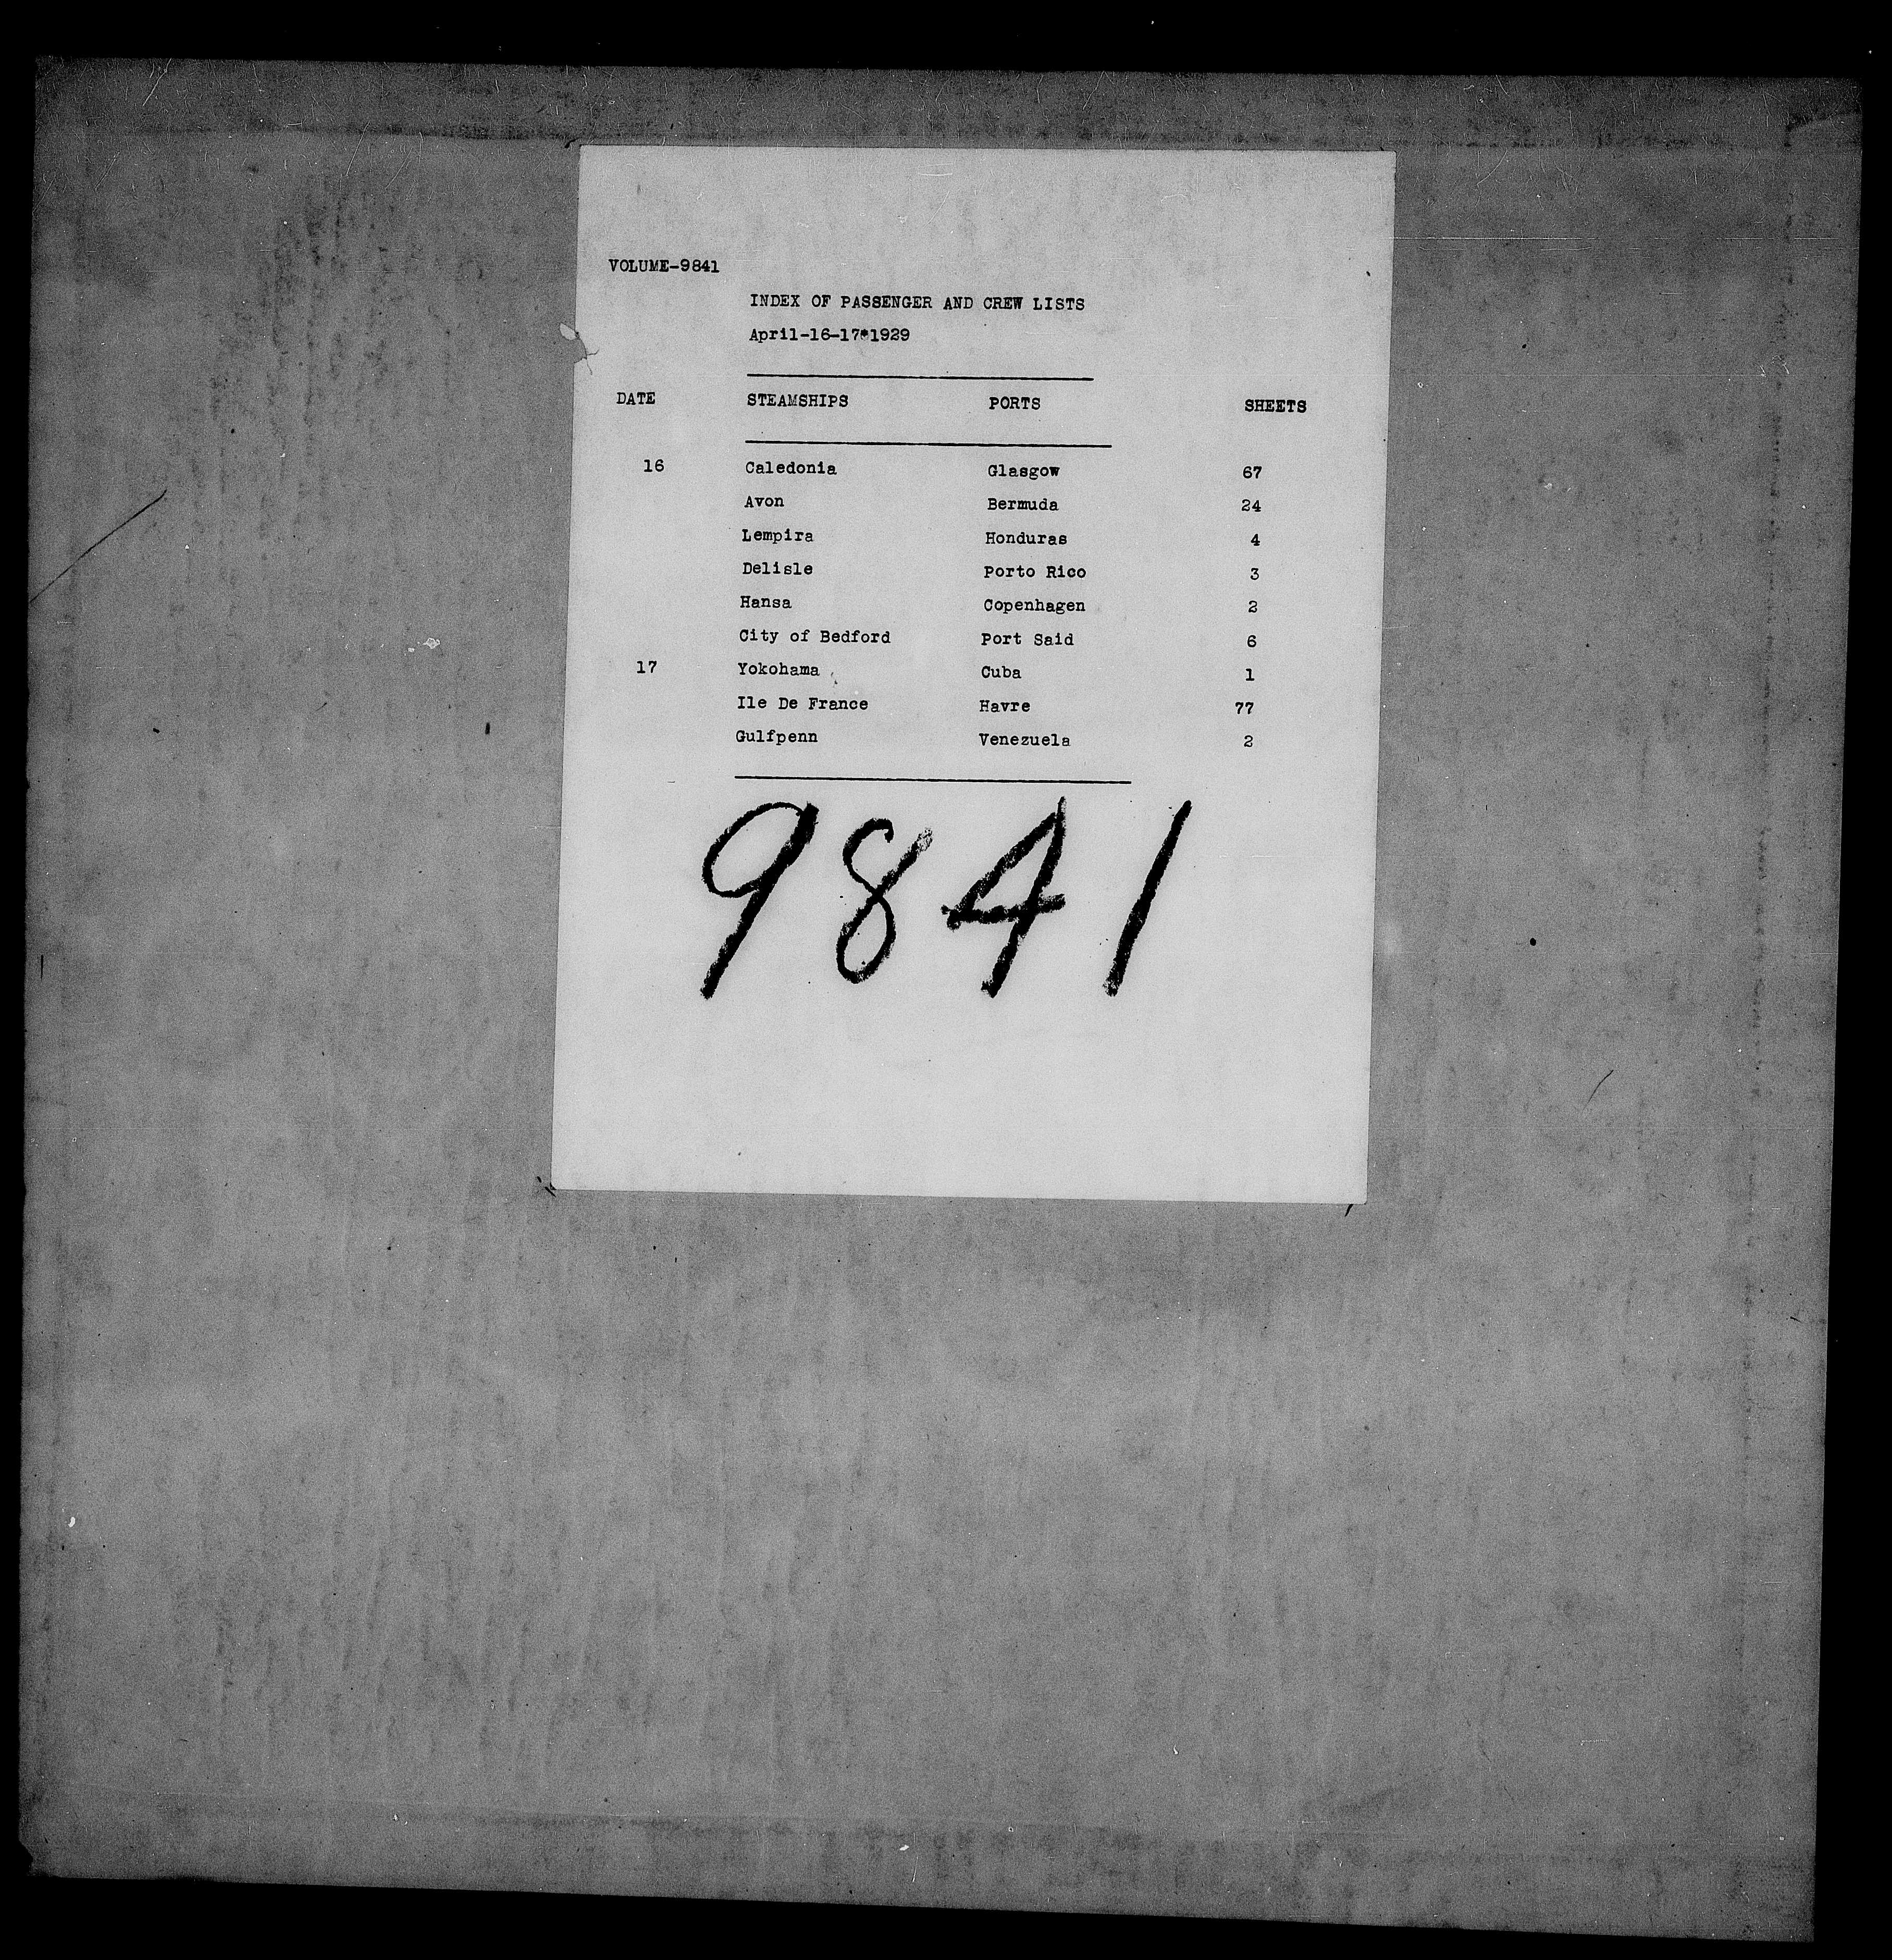 VOLUME-9841
INDEX OF PASSENGER AND CREW LISTS
April-16-17*1929
DATE STEAMSHIPS PORTS SHEETS
16 Caledonia Glasgow 67
Avon Bermuda 24
Lempira Honduras 4
Delisle Porto Rico 3
Hansa Copenhagen 2
City of Bedford Port Said 6
17 Yokohama Cuba 1
Ile De France Havre 77
Gulfpenn Venezuela 2
9841